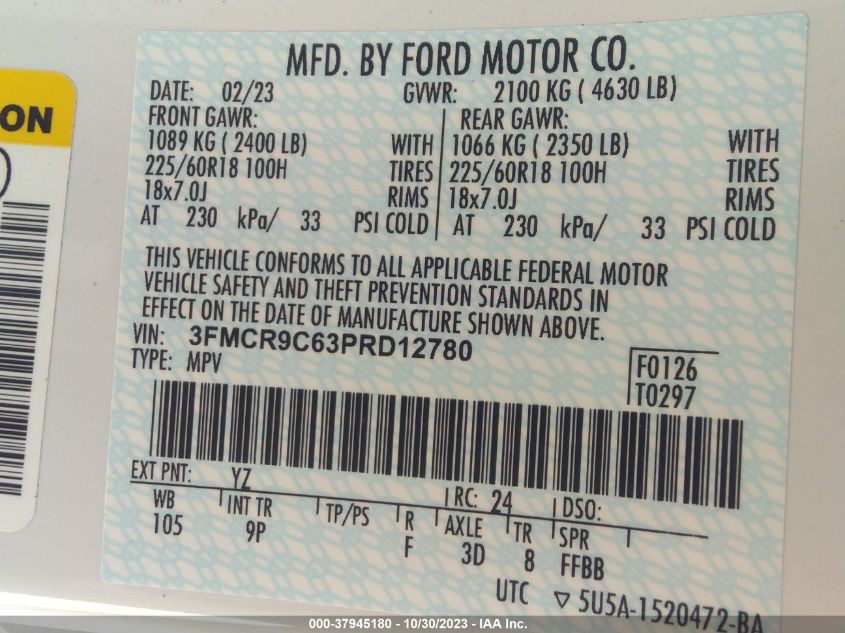 MFD. BY FORD MOTOR CO.
DATE: 02/23 GVWR: 2100 KG ( 4630 LB)
FRONT GAWR: REAR GAWR:
1089 KG ( 2400 LB) WITH 1066 KG ( 2350 LB) WITH
225/60R18 100H TIRES 225/60R18 100H TIRES
18x7.0J RIMS 18x7.0J RIMS
AT 230 kPa/ 33 PSI COLD AT 230 kPa/ 33 PSI COLD
THIS VEHICLE CONFORMS TO ALL APPLICABLE FEDERAL MOTOR
VEHICLE SAFETY AND THEFT PREVENTION STANDARDS IN
EFFECT ON THE DATE OF MANUFACTURE SHOWN ABOVE.
VIN: 3FMCR9C63PRD12780
TYPE: MPV
F0126
T0297
EXT PNT: YZ RC: 24 DSO:
WB INT TR TP/PS R AXLE TR SPR
105 9P F 3D 8 FFBB
UTC ▽ 5U5A-1520472-BA
ON
000-37945180 - 10/30/2023 - IAA Inc.